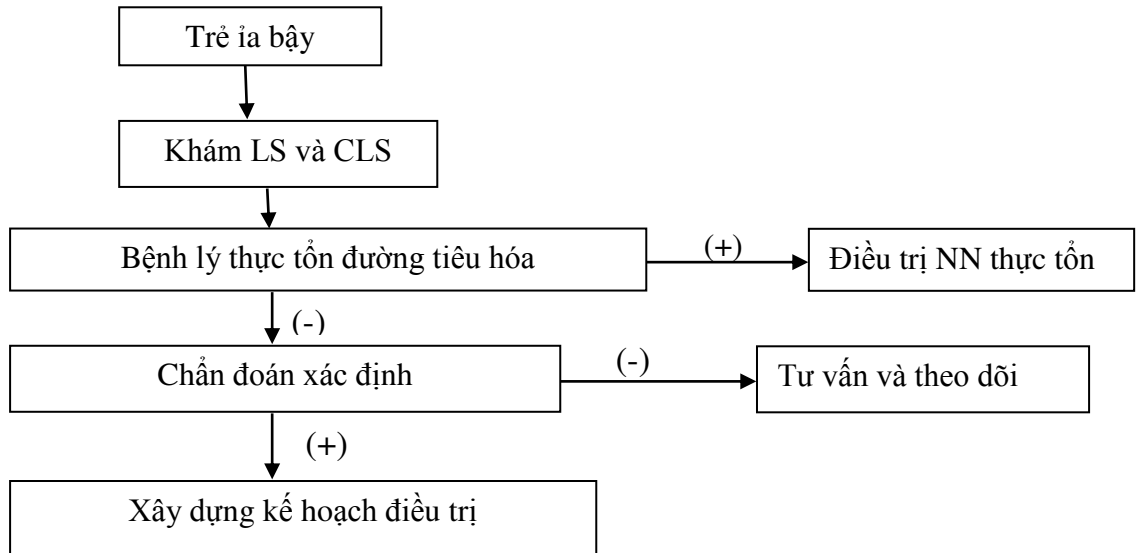 Trẻ ỉa bậy
Khám LS và CLS
Bệnh lý thực tổn đường tiêu hóa
(+)
Điều trị NN thực tổn
(-)
Chẩn đoán xác định
(-)
Tư vấn và theo dõi
(+)
Xây dựng kế hoạch điều trị